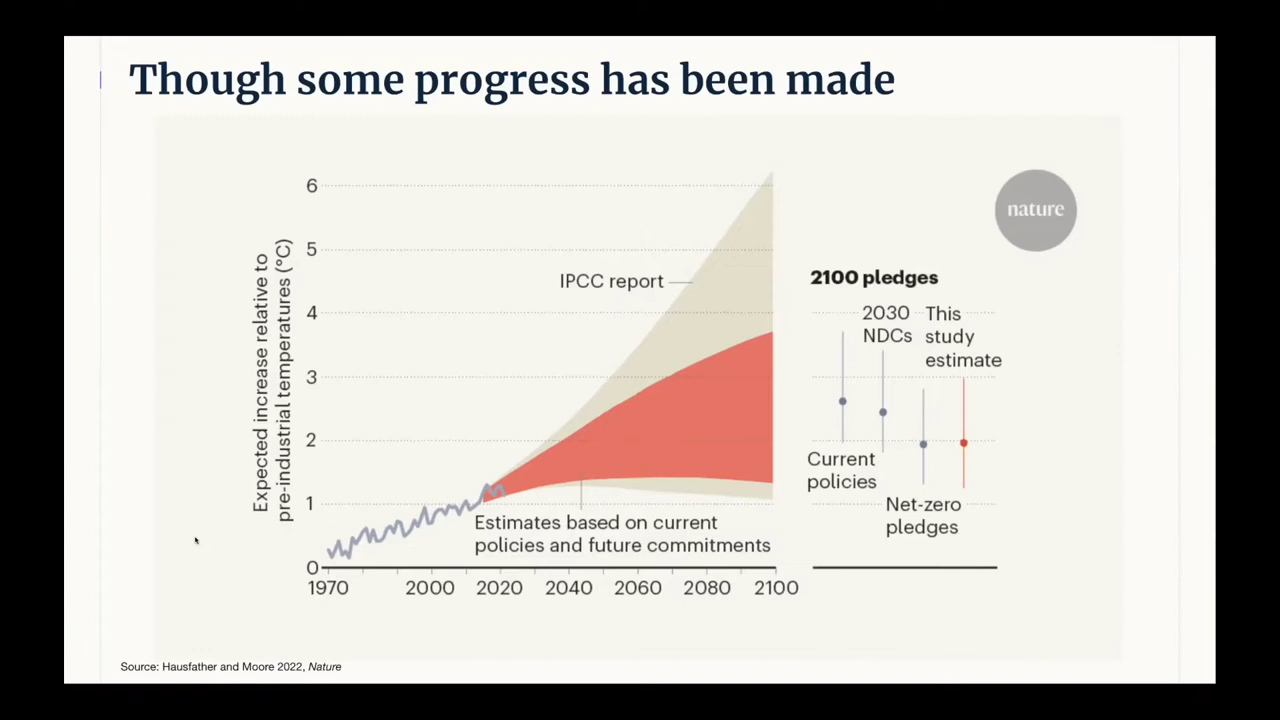 Though some progress has been made
6
5
4
3
2
1
0
Expected increase relative to
pre-industrial temperatures (°C)
IPCC report
Estimates based on current
policies and future commitments
1970
2000
2020
2040
2060
2080
2100
nature
2100 pledges
2030
NDCs
This
study
estimate
Current
policies
Net-zero
pledges
Source: Hausfather and Moore 2022, Nature